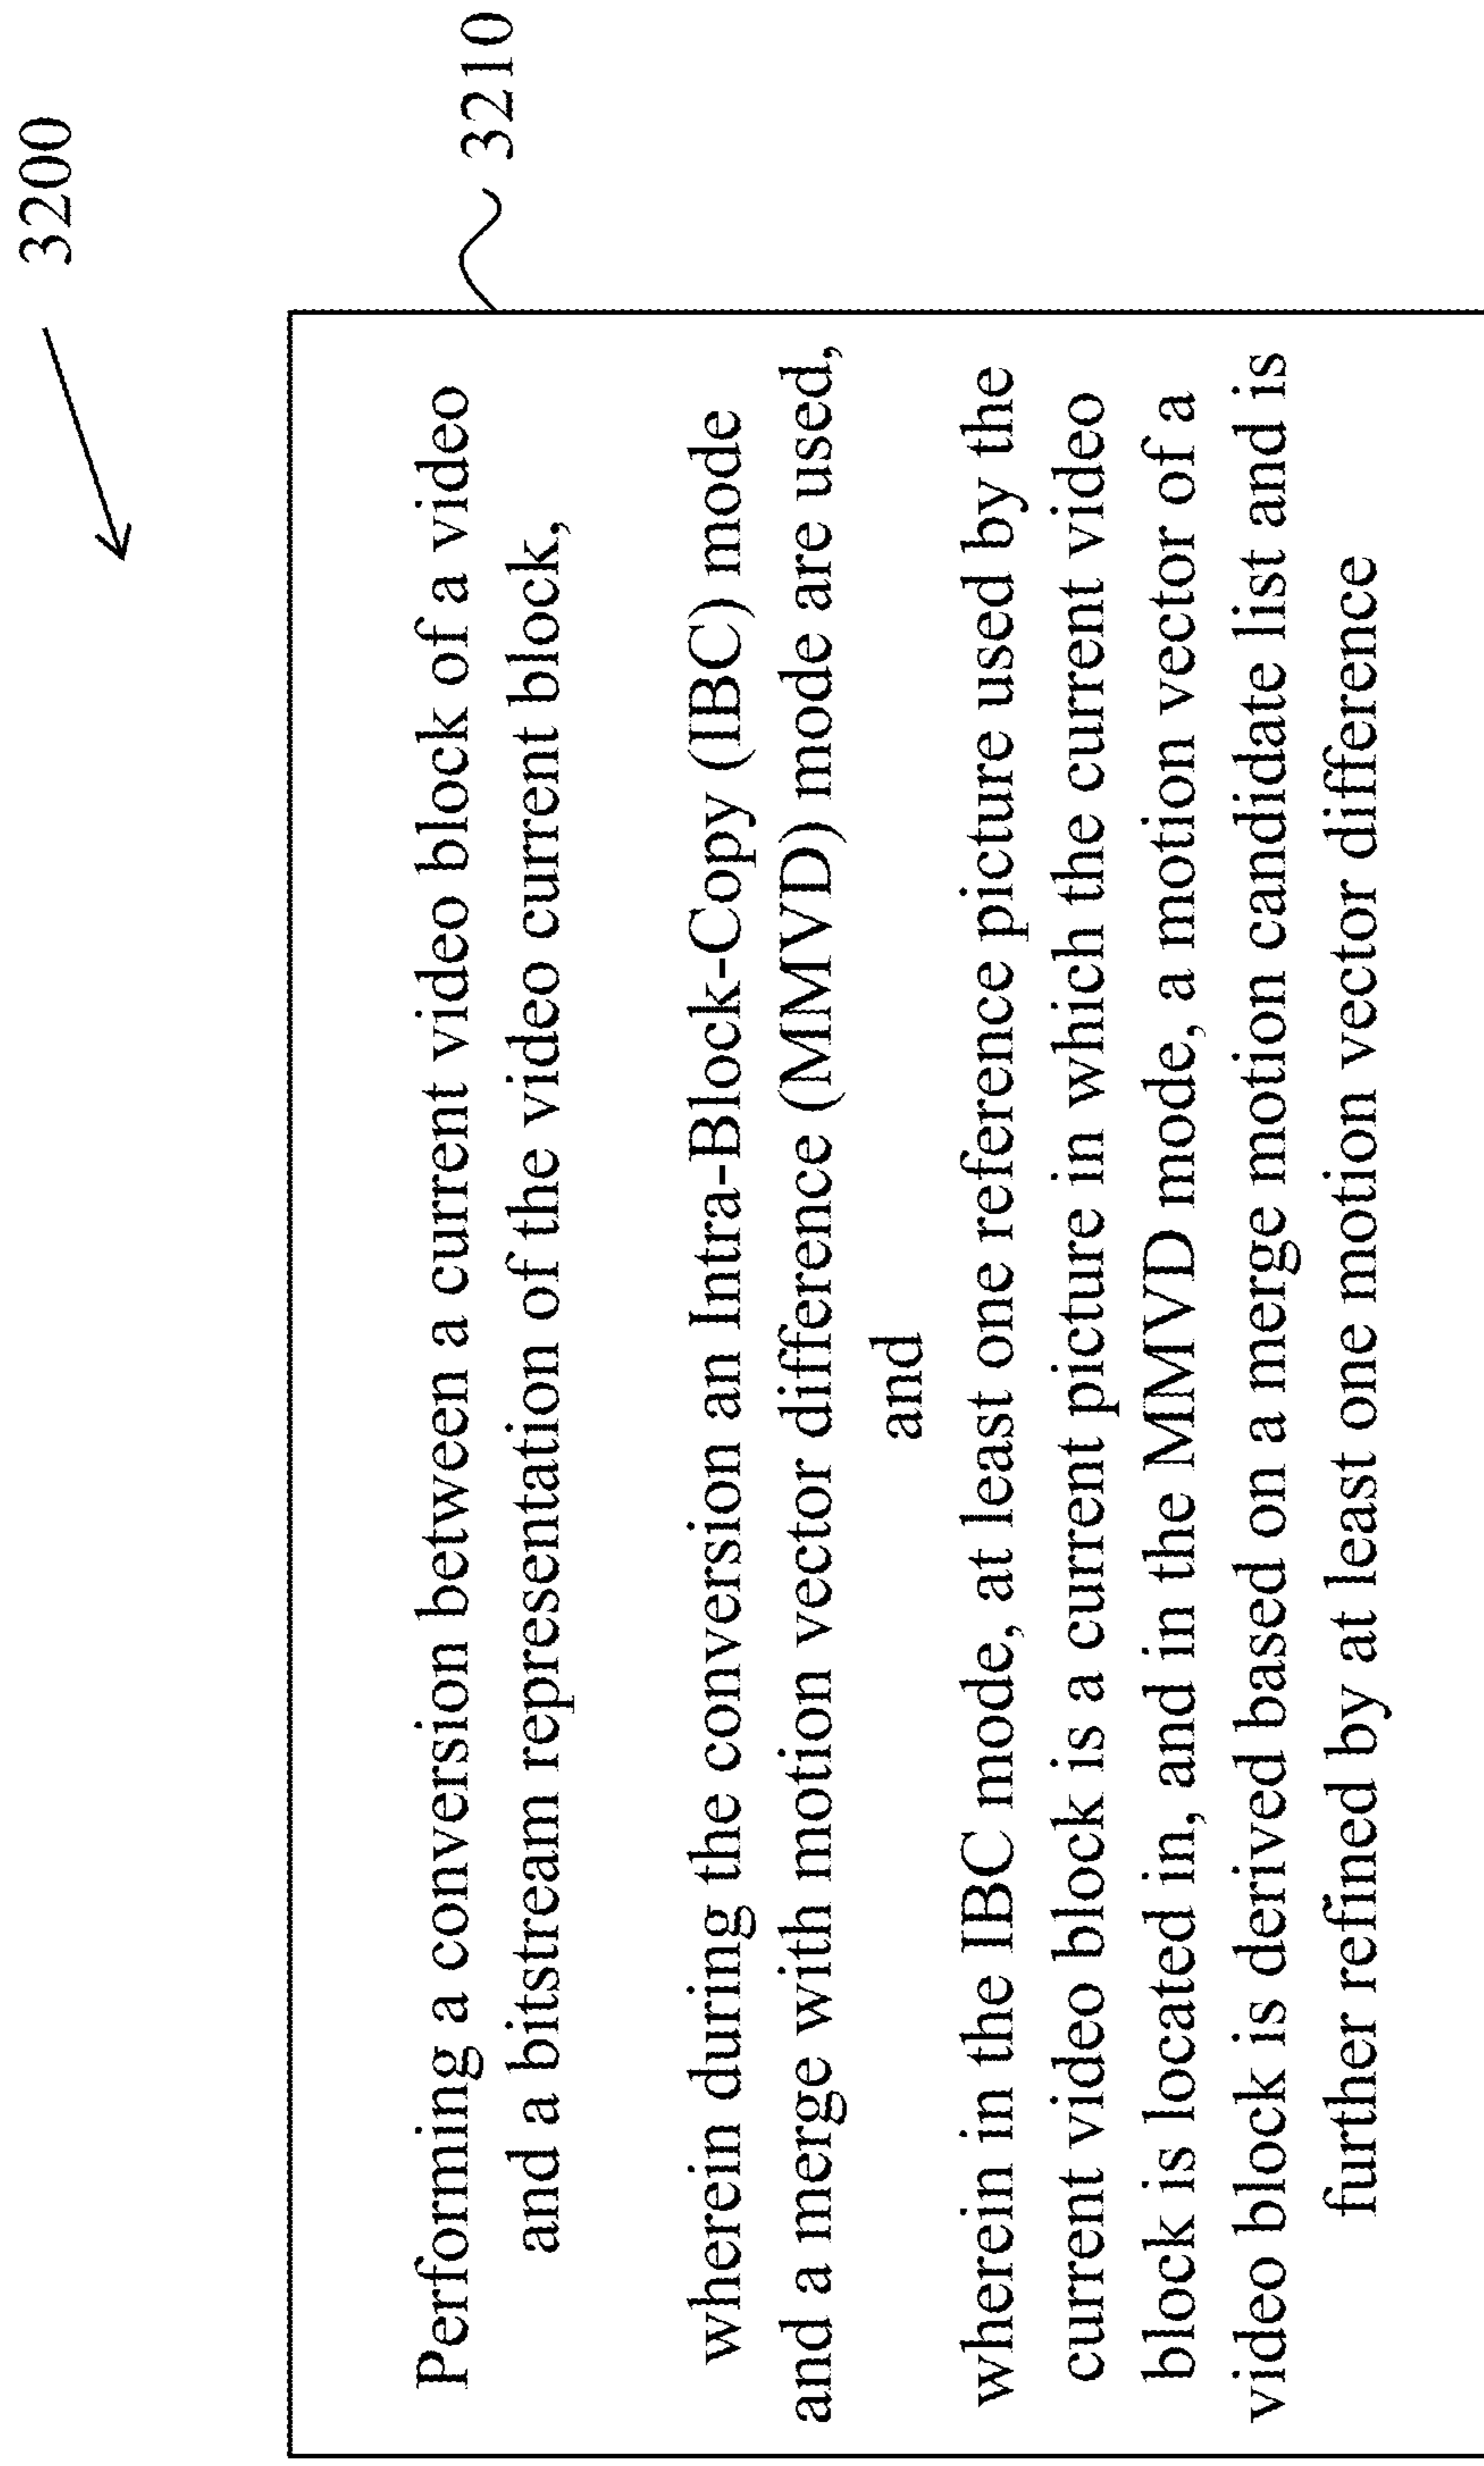 3200
3210
Performing a conversion between a current video block of a video
and a bitstream representation of the video current block,
wherein during the conversion an Intra-Block-Copy (IBC) mode
and a merge with motion vector difference (MMVD) mode are used,
and
wherein in the IBC mode, at least one reference picture used by the
current video block is a current picture in which the current video
block is located in, and in the MMVD mode, a motion vector of a
video block is derived based on a merge motion candidate list and is
further refined by at least one motion vector difference